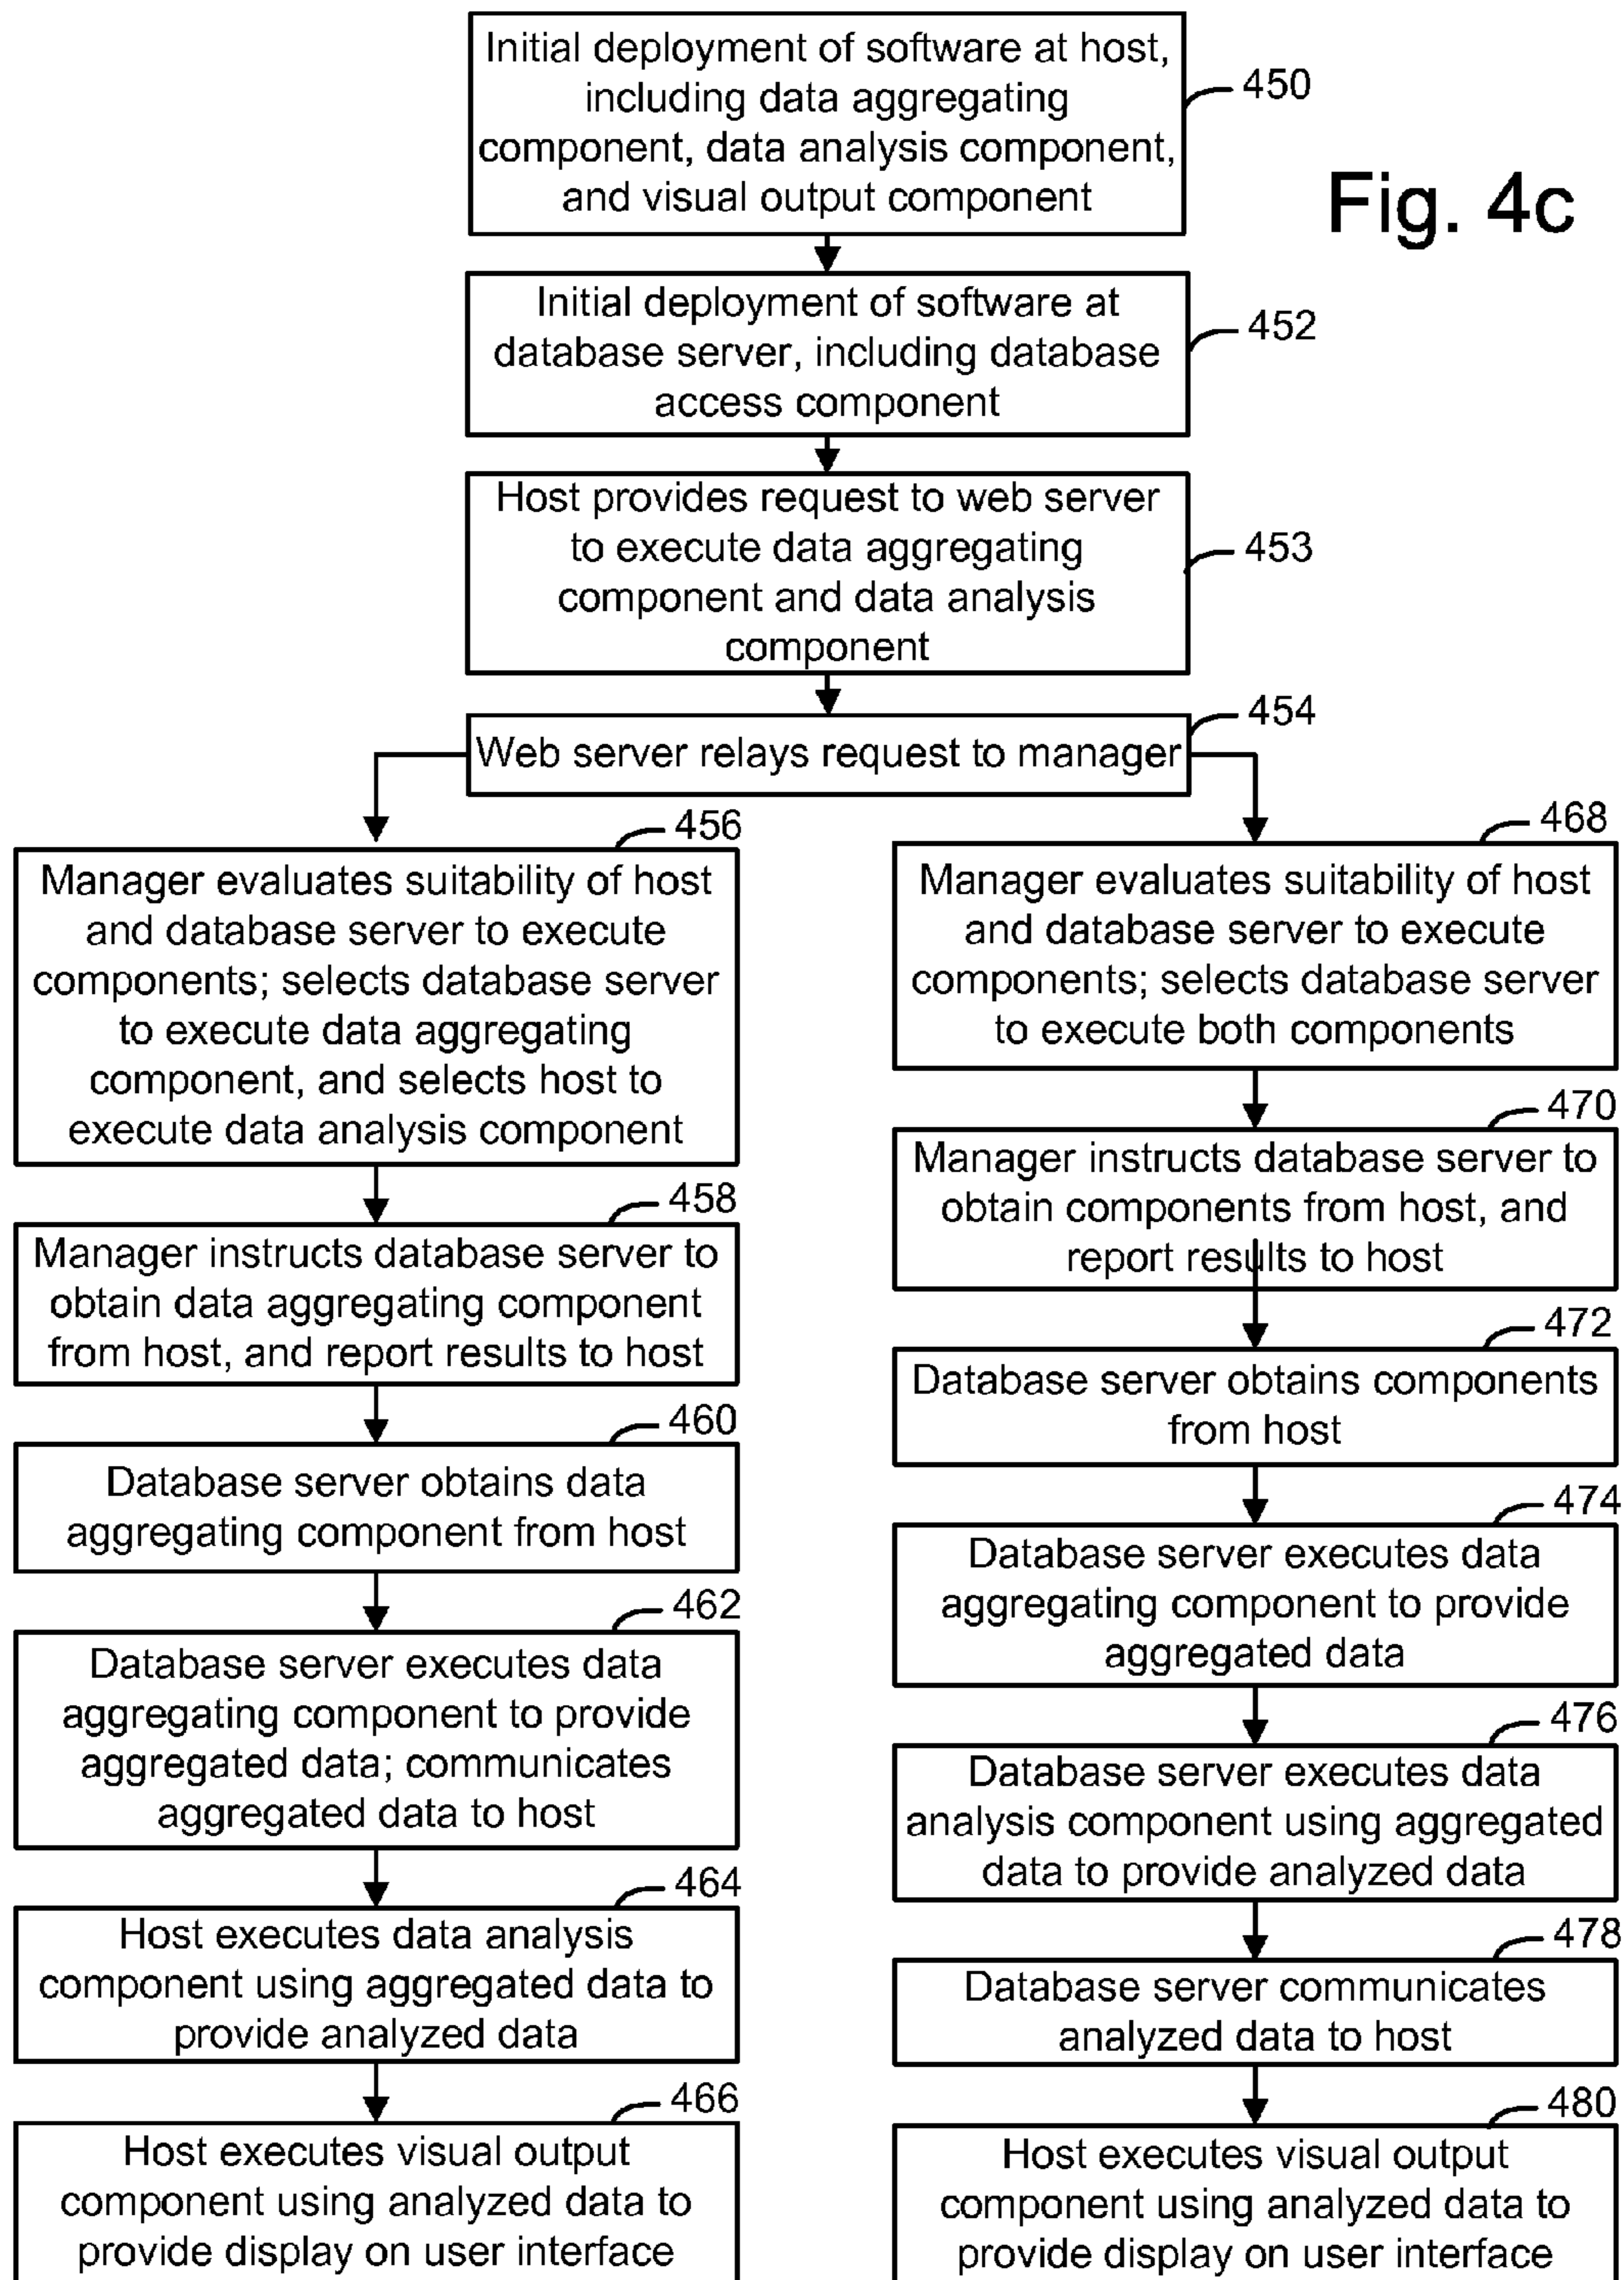 Initial deployment of software at host,
including data aggregating
component, data analysis component,
and visual output component
450
Fig. 4c
Initial deployment of software at
database server, including database
access component
452
Host provides request to web server
to execute data aggregating
component and data analysis
component
453
Web server relays request to manager
454
456
Manager evaluates suitability of host
and database server to execute
components; selects database server
to execute data aggregating
component, and selects host to
execute data analysis component
458
Manager instructs database server to
obtain data aggregating component
from host, and report results to host
460
Database server obtains data
aggregating component from host
462
Database server executes data
aggregating component to provide
aggregated data; communicates
aggregated data to host
464
Host executes data analysis
component using aggregated data to
provide analyzed data
466
Host executes visual output
component using analyzed data to
provide display on user interface
468
Manager evaluates suitability of host
and database server to execute
components; selects database server
to execute both components
470
Manager instructs database server to
obtain components from host, and
report results to host
472
Database server obtains components
from host
474
Database server executes data
aggregating component to provide
aggregated data
476
Database server executes data
analysis component using aggregated
data to provide analyzed data
478
Database server communicates
analyzed data to host
480
Host executes visual output
component using analyzed data to
provide display on user interface